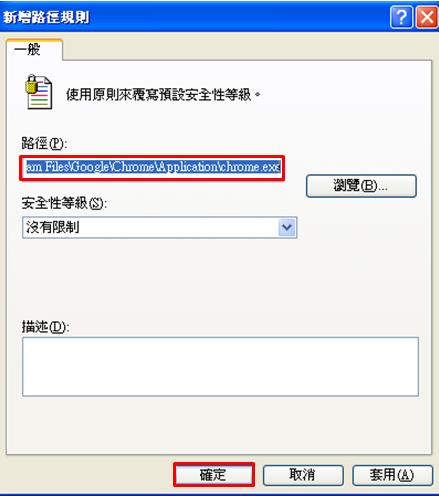 新增路徑規則
一般
使用原則來覆寫預設安全性等級。
路徑(P):
am Files\Google\Chrome\Application\chrome.exe
瀏覽(B)...
安全性等級(S):
沒有限制
描述(D):
確定
取消
套用(A)